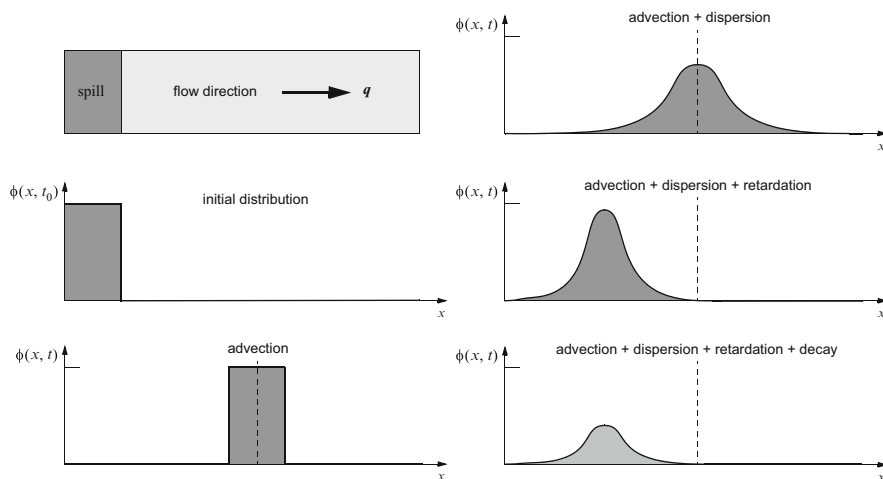 spill
flow direction
q
ϕ(x, t₀)
initial distribution
x
ϕ(x, t)
advection
x
ϕ(x, t)
advection + dispersion
x
ϕ(x, t)
advection + dispersion + retardation
x
ϕ(x, t)
advection + dispersion + retardation + decay
x